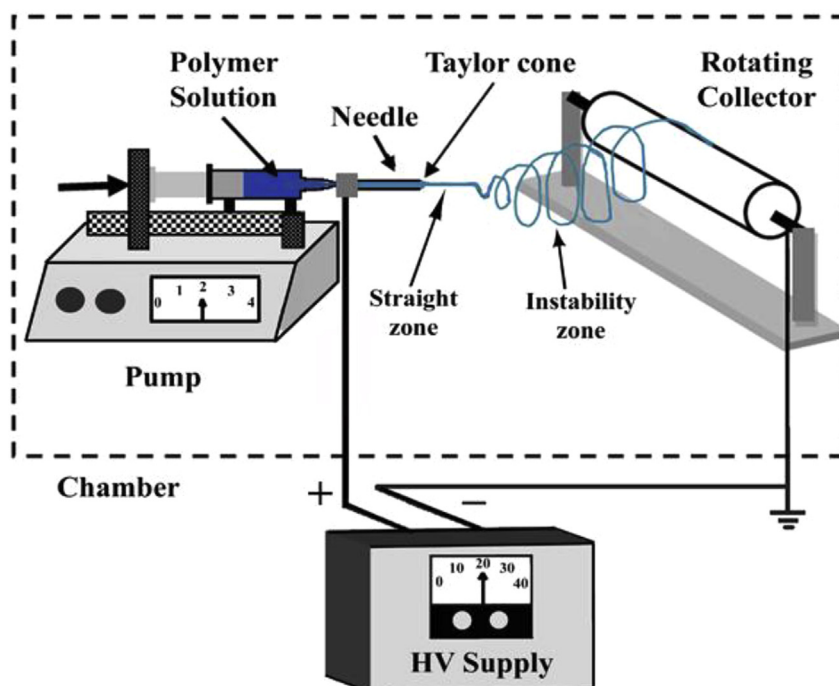 Polymer
Solution
Needle
Taylor cone
Rotating
Collector
Straight
zone
Instability
zone
0 1 2 3 4
Pump
Chamber
+
−
0 10 20 30 40
HV Supply